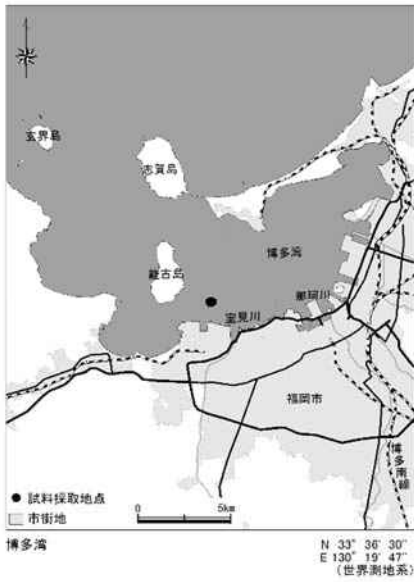 玄界島
志賀島
博多湾
能古島
那珂川
室見川
福岡市
博多南線
● 試料採取地点
市街地
0 5km
博多湾
N 33° 36' 30"
E 130° 19' 47"
(世界測地系)